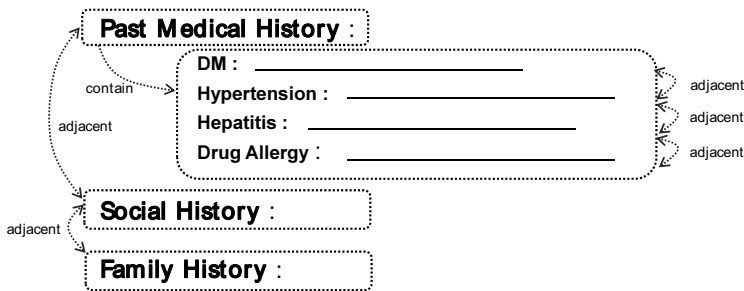 Past Medical History :
DM :
contain
adjacent
Hypertension :
adjacent
adjacent
Hepatitis :
Drug Allergy :
adjacent
Social History :
adjacent
Family History :